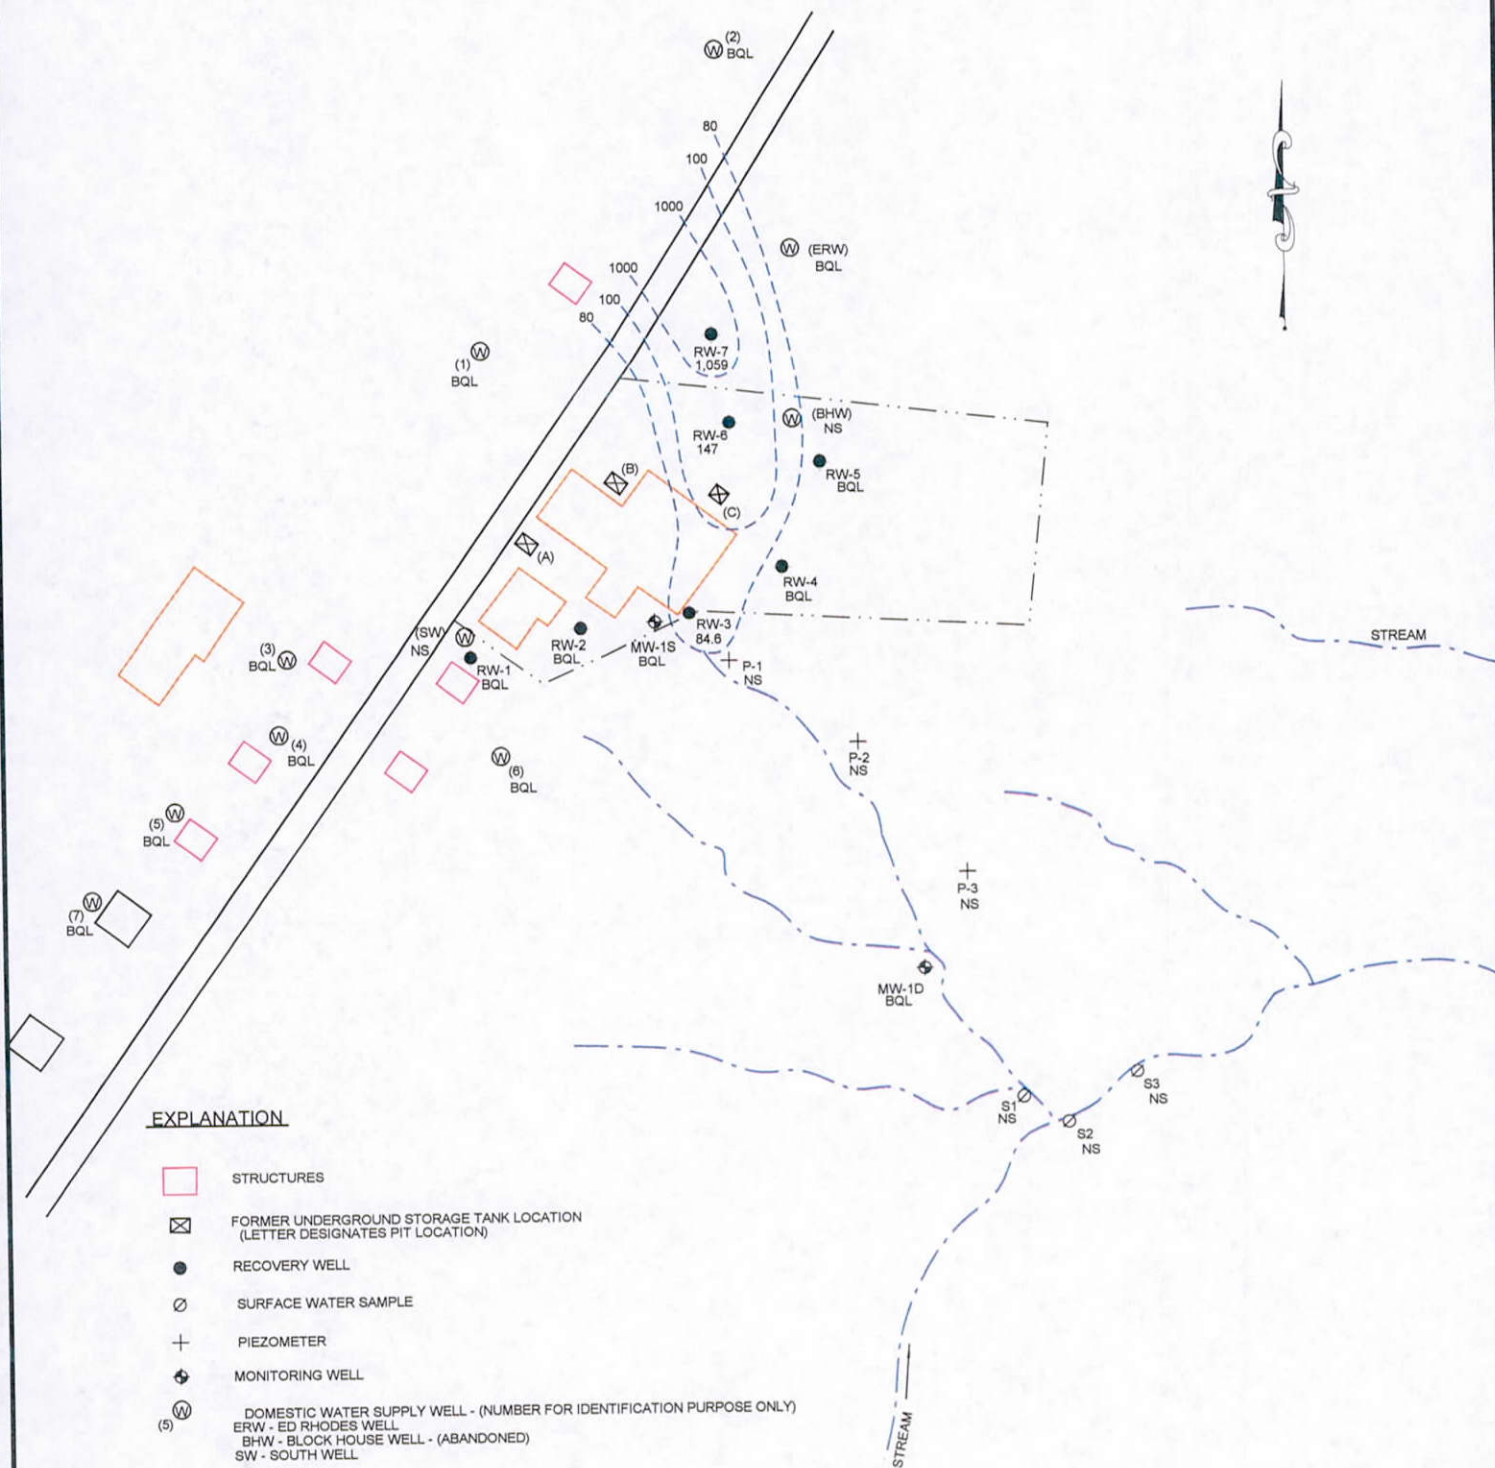 (2)
BQL
80
100
1000
(ERW)
BQL
1000
100
80
RW-7
1,059
(1)
BQL
(BHW)
NS
RW-6
147
(B)
RW-5
BQL
(C)
(A)
RW-4
BQL
RW-3
84.6
(SW)
NS
RW-2
BQL
MW-1S
BQL
STREAM
(3)
BQL
RW-1
BQL
P-1
NS
(4)
BQL
P-2
NS
(6)
BQL
(5)
BQL
P-3
NS
(7)
BQL
MW-1D
BQL
S3
NS
S1
NS
S2
NS
EXPLANATION
STRUCTURES
FORMER UNDERGROUND STORAGE TANK LOCATION
(LETTER DESIGNATES PIT LOCATION)
RECOVERY WELL
SURFACE WATER SAMPLE
PIEZOMETER
MONITORING WELL
(5) W DOMESTIC WATER SUPPLY WELL - (NUMBER FOR IDENTIFICATION PURPOSE ONLY)
ERW - ED RHODES WELL
BHW - BLOCK HOUSE WELL - (ABANDONED)
SW - SOUTH WELL
STREAM